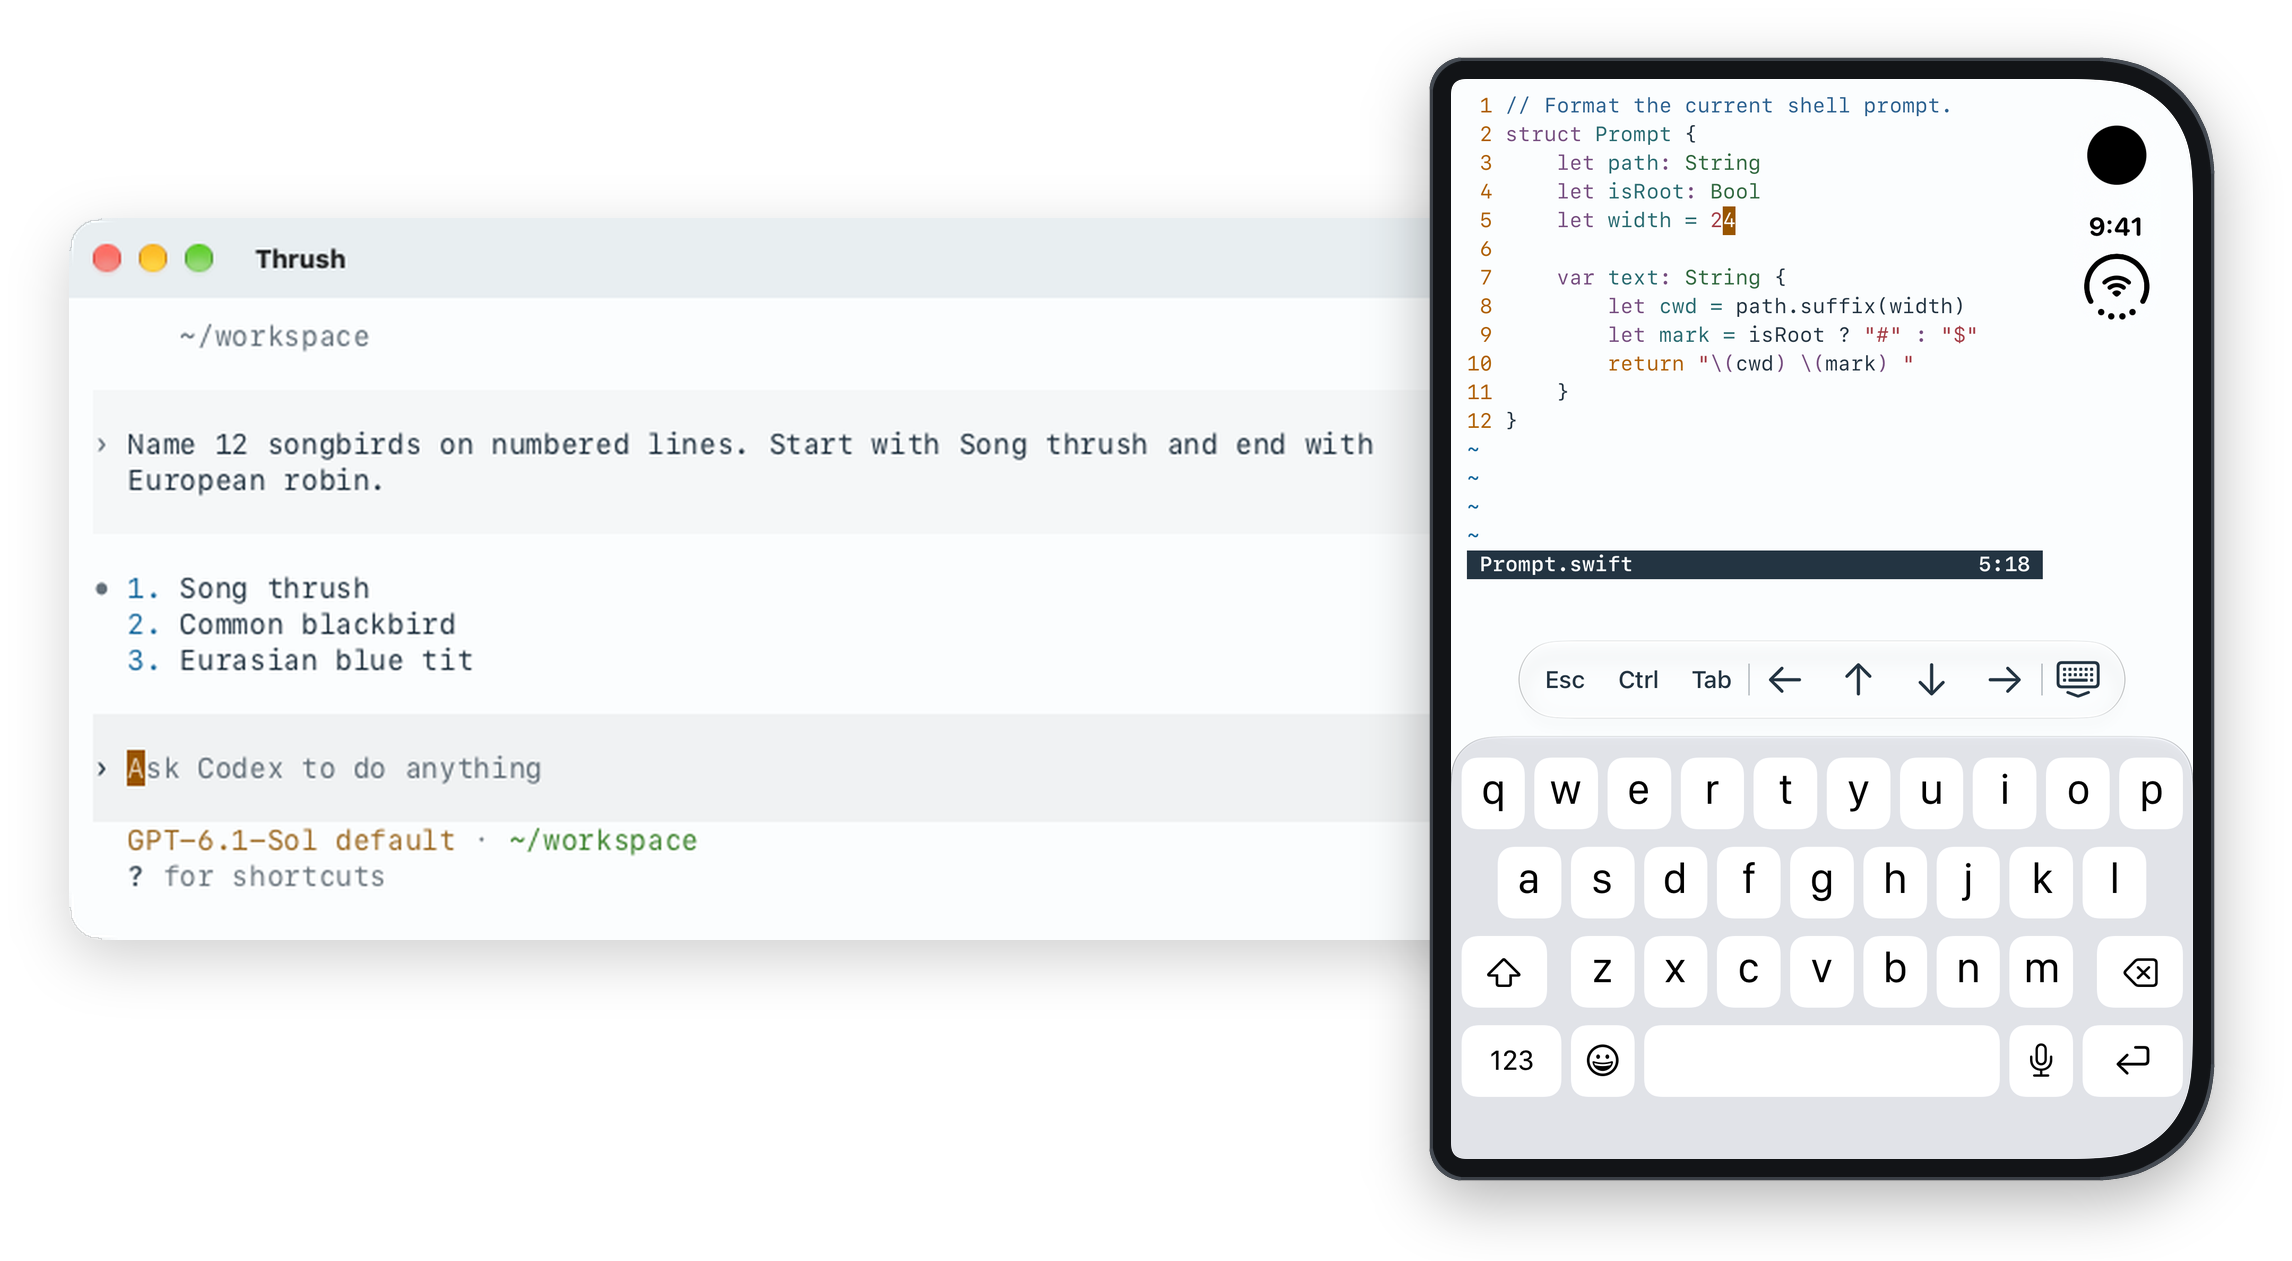 Thrush
~/workspace
› Name 12 songbirds on numbered lines. Start with Song thrush and end with
European robin.
• 1. Song thrush
2. Common blackbird
3. Eurasian blue tit
› Ask Codex to do anything
GPT-6.1-Sol default · ~/workspace
? for shortcuts
1 // Format the current shell prompt.
2 struct Prompt {
3     let path: String
4     let isRoot: Bool
5     let width = 24
6
7     var text: String {
8         let cwd = path.suffix(width)
9         let mark = isRoot ? "#" : "$"
10         return "\(cwd) \(mark) "
11     }
12 }
~
~
~
~
Prompt.swift 5:18
9:41
Esc Ctrl Tab ← ↑ ↓ →
q w e r t y u i o p
a s d f g h j k l
z x c v b n m
123